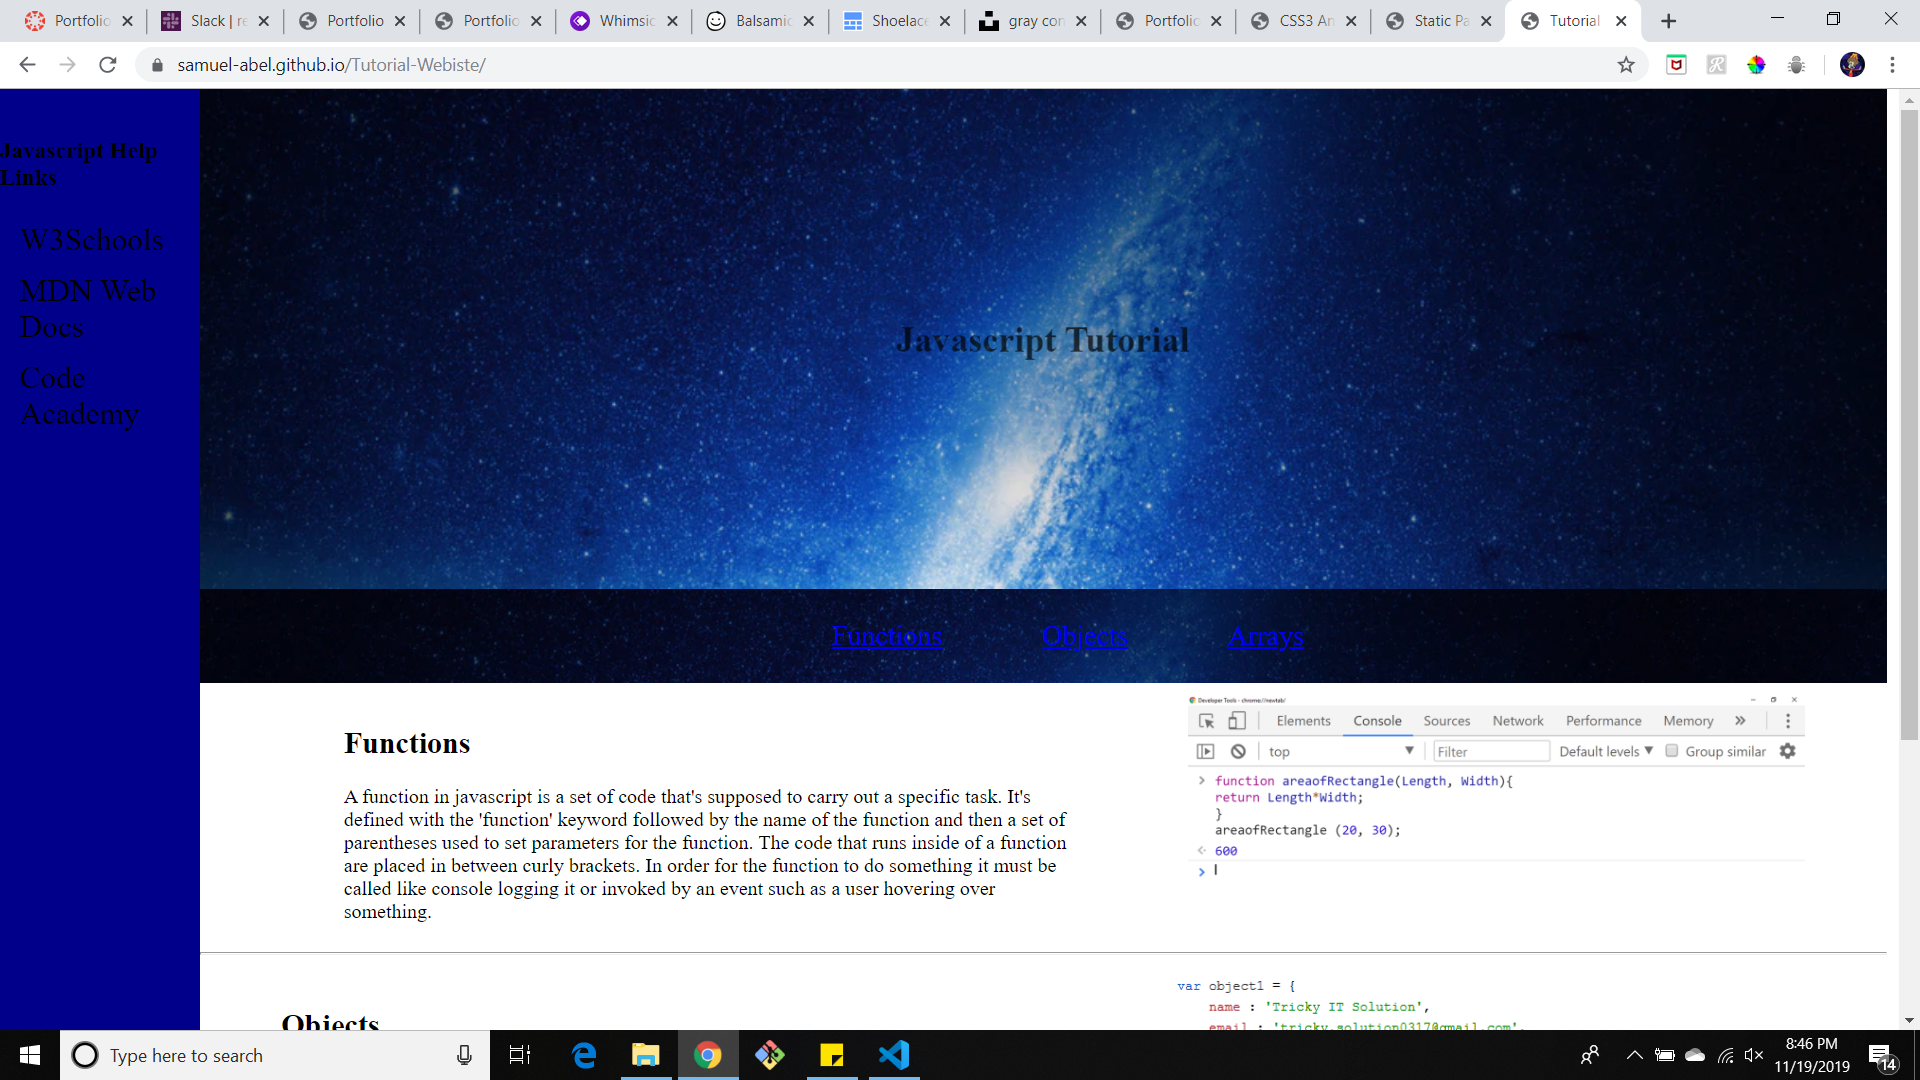 Portfolio
Slack | re
Portfolio
Portfolio
Whimsic
Balsamic
Shoelace
gray con
Portfolio
CSS3 An
Static Pa
Tutorial
samuel-abel.github.io/Tutorial-Webiste/
Javascript Help
Links
W3Schools
MDN Web
Docs
Code
Academy
Javascript Tutorial
Functions Objects Arrays
Functions
A function in javascript is a set of code that's supposed to carry out a specific task. It's
defined with the 'function' keyword followed by the name of the function and then a set of
parentheses used to set parameters for the function. The code that runs inside of a function
are placed in between curly brackets. In order for the function to do something it must be
called like console logging it or invoked by an event such as a user hovering over
something.
Developer Tools - chrome://newtab/
Elements Console Sources Network Performance Memory »
top Filter Default levels ▼ Group similar
> function areaofRectangle(Length, Width){
return Length*Width;
}
areaofRectangle (20, 30);
< 600
>
Objects
var object1 = {
name : 'Tricky IT Solution',
email : 'tricky.solution0317@gmail.com',
Type here to search
8:46 PM
11/19/2019
14